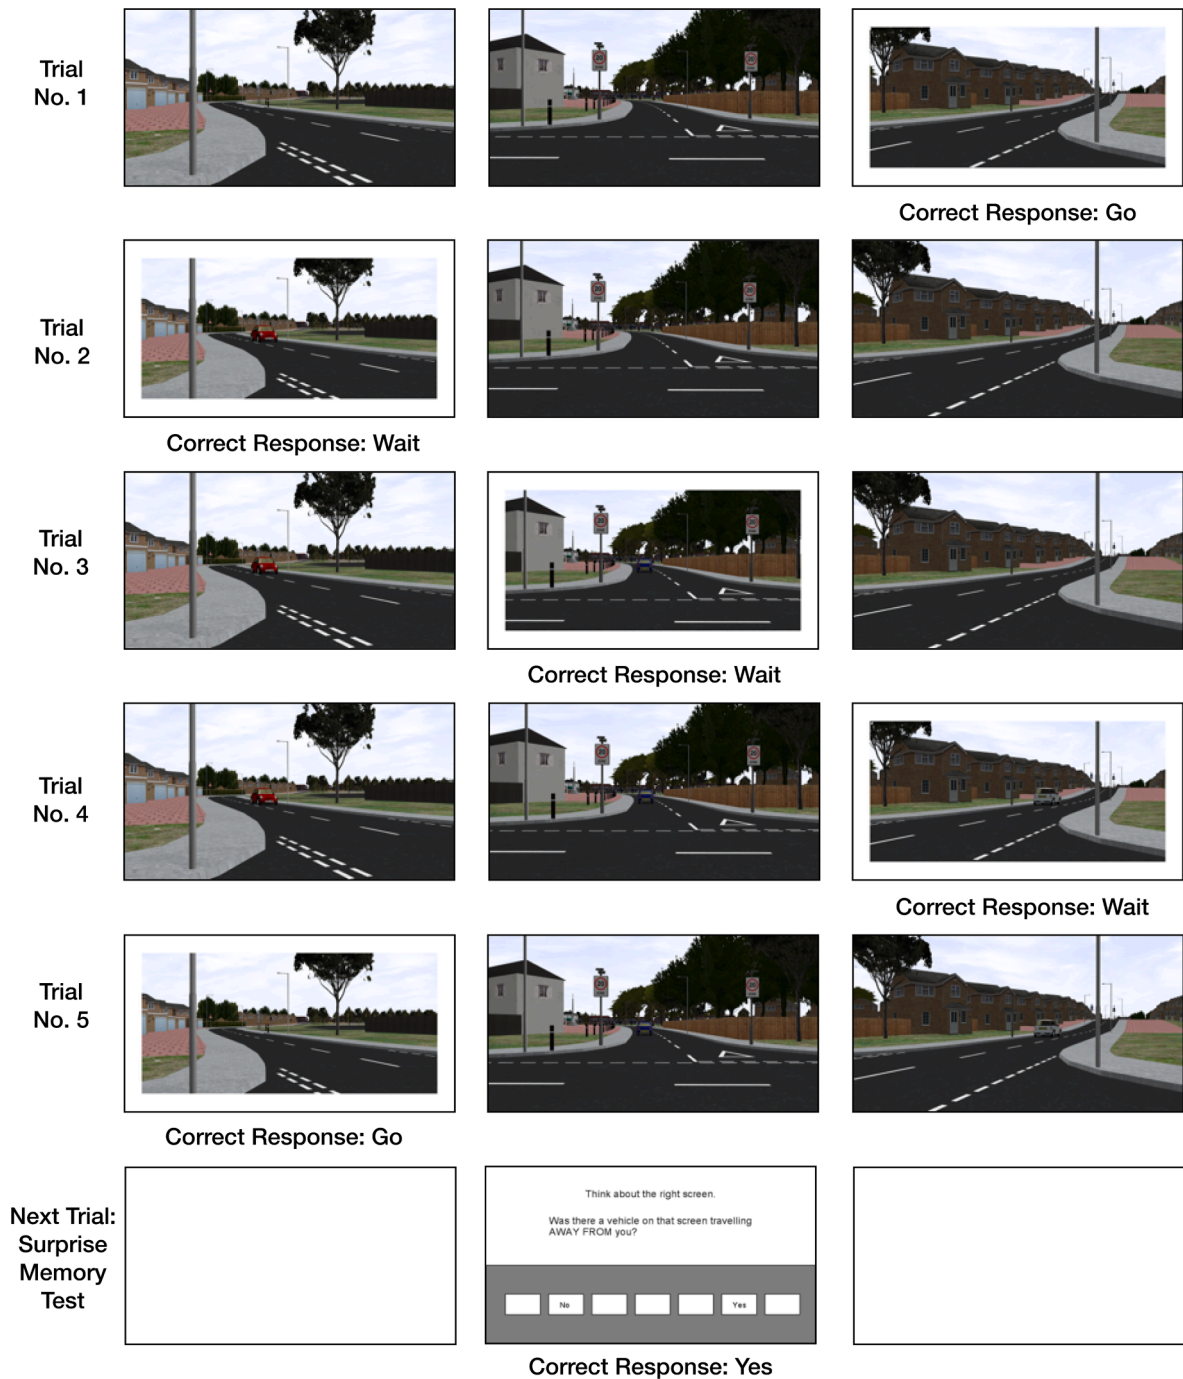 Trial
No. 1
Correct Response: Go
Trial
No. 2
Correct Response: Wait
Trial
No. 3
Correct Response: Wait
Trial
No. 4
Correct Response: Wait
Trial
No. 5
Correct Response: Go
Next Trial:
Surprise
Memory
Test
Think about the right screen.
Was there a vehicle on that screen travelling
AWAY FROM you?
No
Yes
Correct Response: Yes